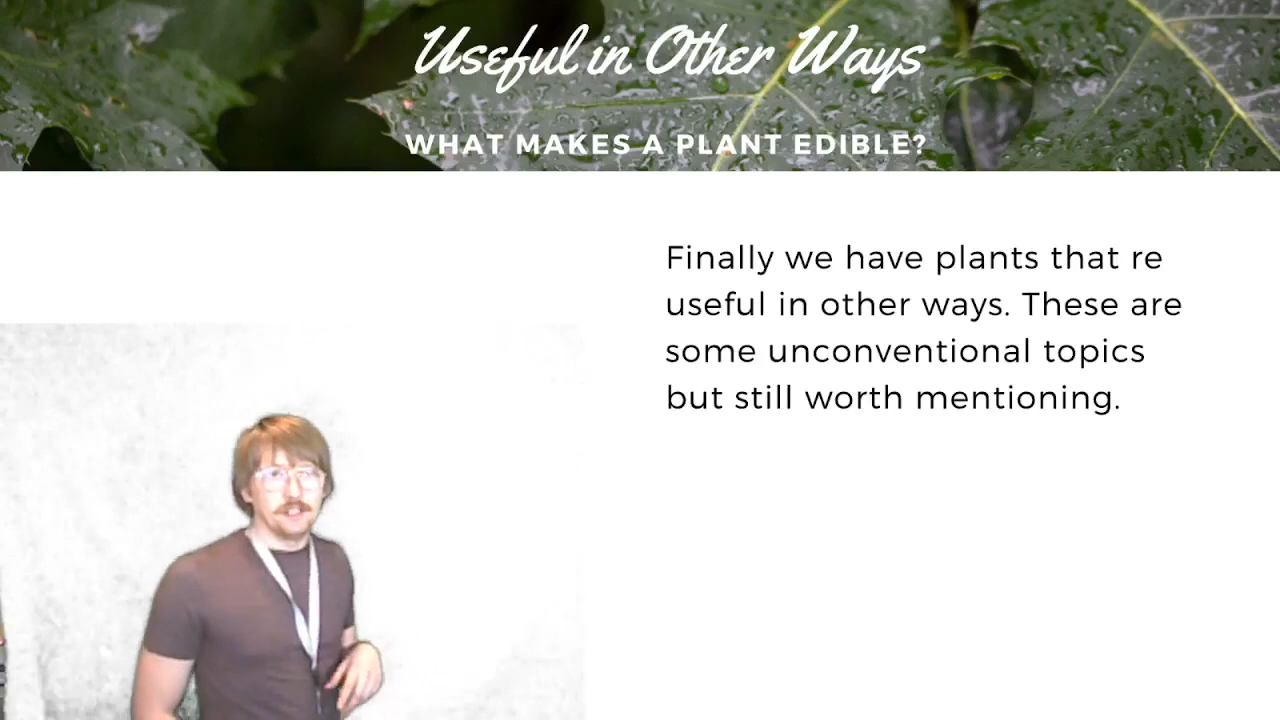 Useful in Other Ways
WHAT MAKES A PLANT EDIBLE?
Finally we have plants that re
useful in other ways. These are
some unconventional topics
but still worth mentioning.